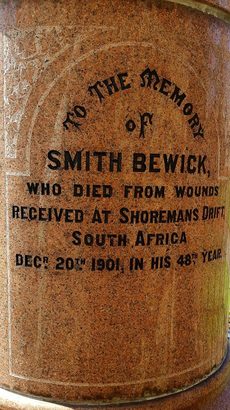 TO THE MEMORY
OF
SMITH BEWICK,
WHO DIED FROM WOUNDS
RECEIVED AT SHOREMANS DRIFT,
SOUTH AFRICA
DECR. 20TH 1901, IN HIS 48TH YEAR.